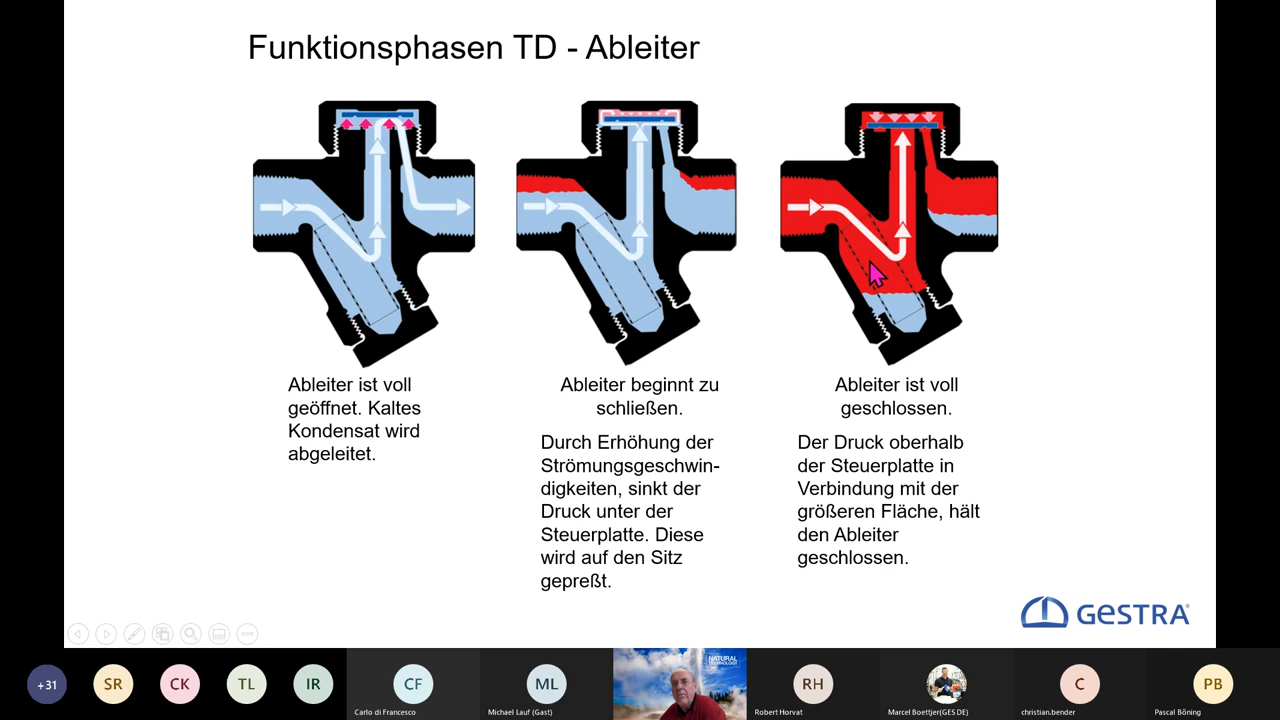 Funktionsphasen TD - Ableiter
Ableiter ist voll
geöffnet. Kaltes
Kondensat wird
abgeleitet.
Ableiter beginnt zu
schließen.
Durch Erhöhung der
Strömungsgeschwin-
digkeiten, sinkt der
Druck unter der
Steuerplatte. Diese
wird auf den Sitz
gepreßt.
Ableiter ist voll
geschlossen.
Der Druck oberhalb
der Steuerplatte in
Verbindung mit der
größeren Fläche, hält
den Ableiter
geschlossen.
GESTRA
+31
SR
CK
TL
IR
CF
Carlo di Francesco
ML
Michael Lauf (Gast)
NATURAL
TECHNOLOGY
RH
Robert Horvat
Marcel Boettjer(GES DE)
C
christian.bender
PB
Pascal Böning